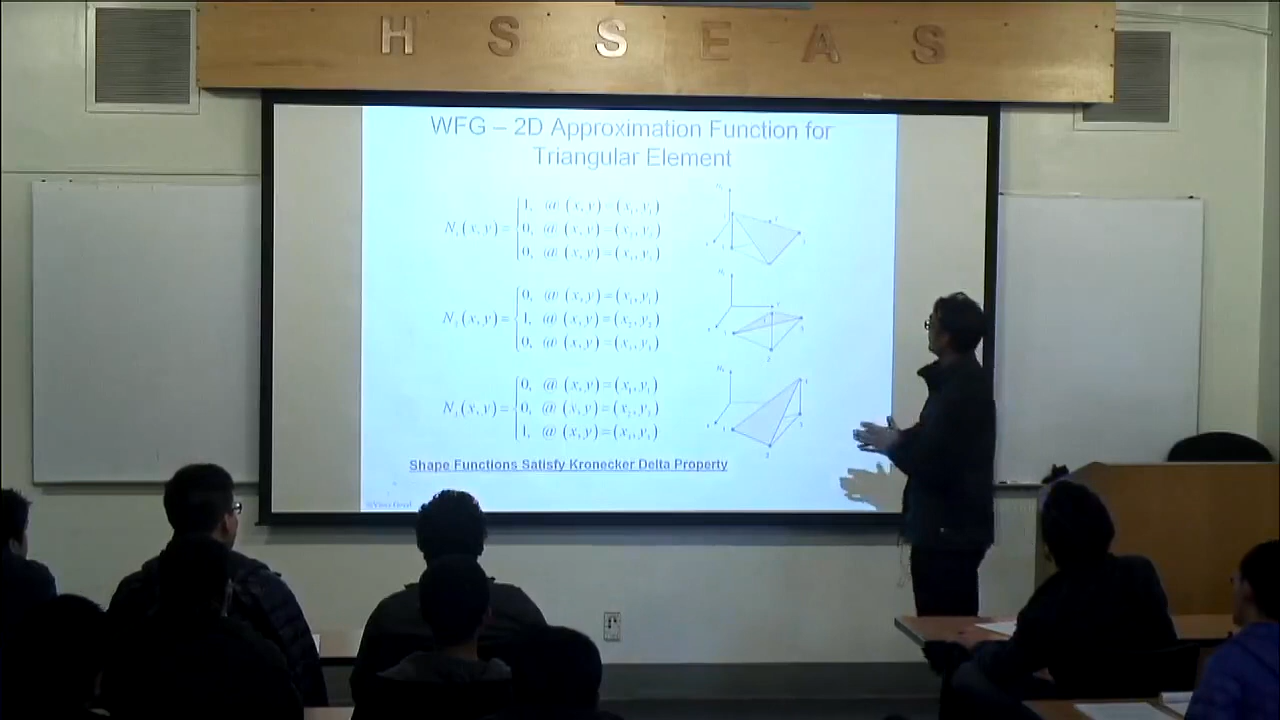 H S S E A S
WFG – 2D Approximation Function for
Triangular Element
1, @ (x,y)=(x₁,y₁)
N₁(x,y)= 0, @ (x,y)=(x₂,y₂)
0, @ (x,y)=(x₃,y₃)
0, @ (x,y)=(x₁,y₁)
N₂(x,y)= 1, @ (x,y)=(x₂,y₂)
0, @ (x,y)=(x₃,y₃)
0, @ (x,y)=(x₁,y₁)
N₃(x,y)= 0, @ (x,y)=(x₂,y₂)
1, @ (x,y)=(x₃,y₃)
Shape Functions Satisfy Kronecker Delta Property